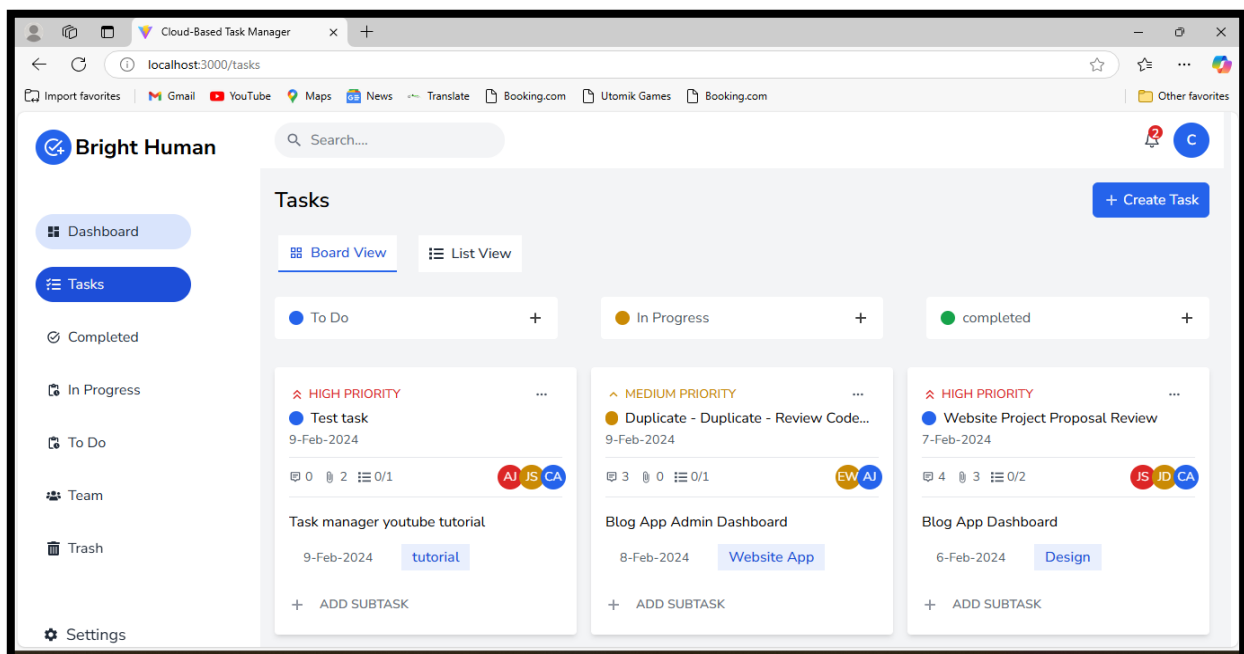 Cloud-Based Task Manager
localhost:3000/tasks
Import favorites Gmail YouTube Maps News Translate Booking.com Utomik Games Booking.com Other favorites
Bright Human
Search....
2
C
Tasks
+ Create Task
Dashboard
Tasks
Completed
In Progress
To Do
Team
Trash
Settings
Board View List View
To Do +
In Progress +
completed +
HIGH PRIORITY ...
Test task
9-Feb-2024
0 2 0/1 AJ JS CA
Task manager youtube tutorial
9-Feb-2024 tutorial
+ ADD SUBTASK
MEDIUM PRIORITY ...
Duplicate - Duplicate - Review Code...
9-Feb-2024
3 0 0/1 EW AJ
Blog App Admin Dashboard
8-Feb-2024 Website App
+ ADD SUBTASK
HIGH PRIORITY ...
Website Project Proposal Review
7-Feb-2024
4 3 0/2 JS JD CA
Blog App Dashboard
6-Feb-2024 Design
+ ADD SUBTASK